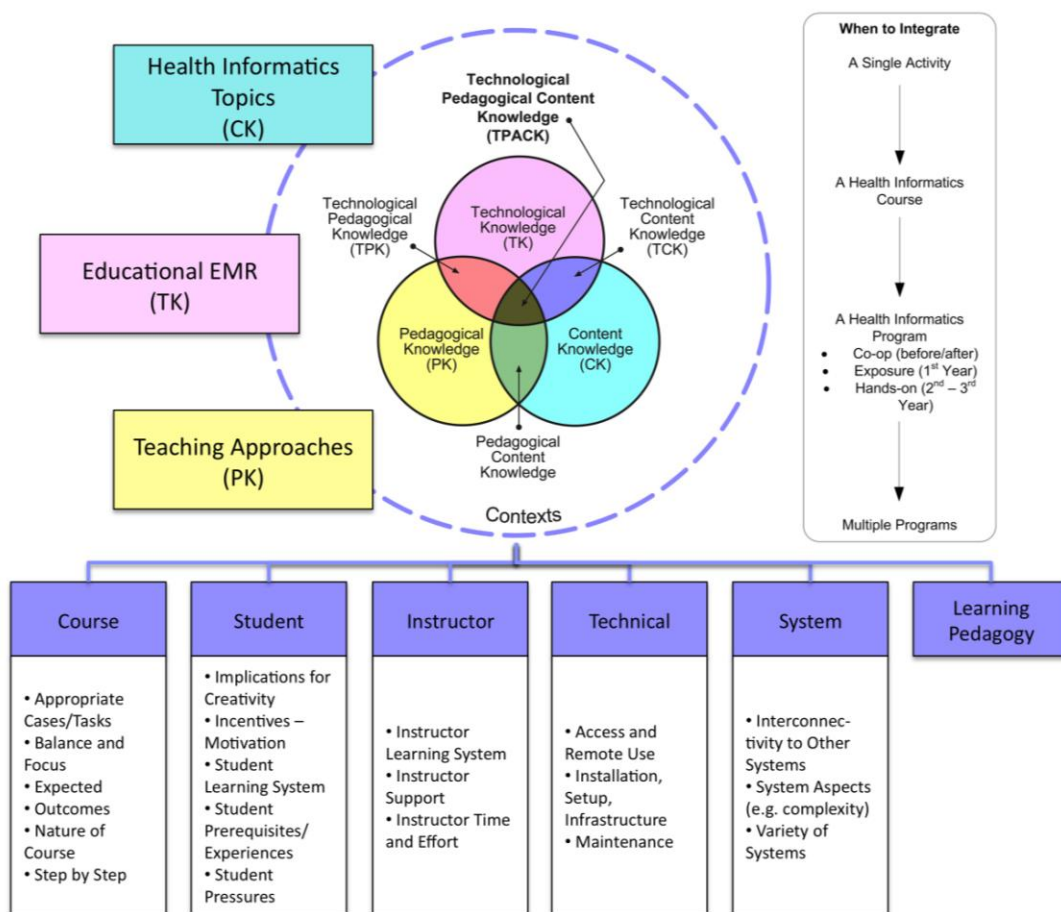 Health Informatics
Topics
(CK)
Educational EMR
(TK)
Teaching Approaches
(PK)
Technological
Pedagogical Content
Knowledge
(TPACK)
Technological
Pedagogical
Knowledge
(TPK)
Technological
Knowledge
(TK)
Technological
Content
Knowledge
(TCK)
Pedagogical
Knowledge
(PK)
Content
Knowledge
(CK)
Pedagogical
Content
Knowledge
Contexts
When to Integrate
A Single Activity
A Health Informatics
Course
A Health Informatics
Program
• Co-op (before/after)
• Exposure (1st Year)
• Hands-on (2nd – 3rd
Year)
Multiple Programs
Course
• Appropriate
Cases/Tasks
• Balance and
Focus
• Expected
• Outcomes
• Nature of
Course
• Step by Step
Student
• Implications for
Creativity
• Incentives –
Motivation
• Student
Learning System
• Student
Prerequisites/
Experiences
• Student
Pressures
Instructor
• Instructor
Learning System
• Instructor
Support
• Instructor Time
and Effort
Technical
• Access and
Remote Use
• Installation,
Setup,
Infrastructure
• Maintenance
System
• Interconnec-
tivity to Other
Systems
• System Aspects
(e.g. complexity)
• Variety of
Systems
Learning
Pedagogy